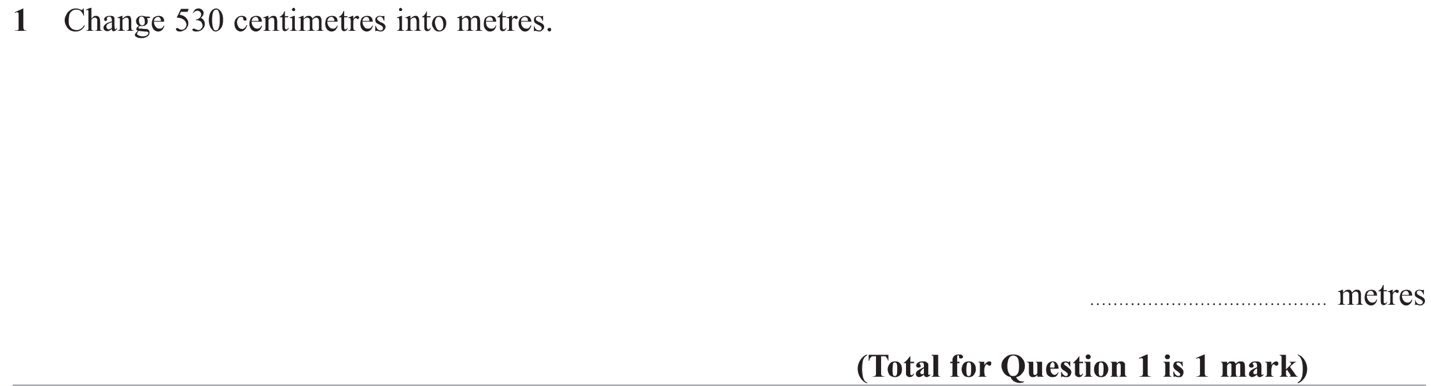 1 Change 530 centimetres into metres.
....................................... metres
(Total for Question 1 is 1 mark)